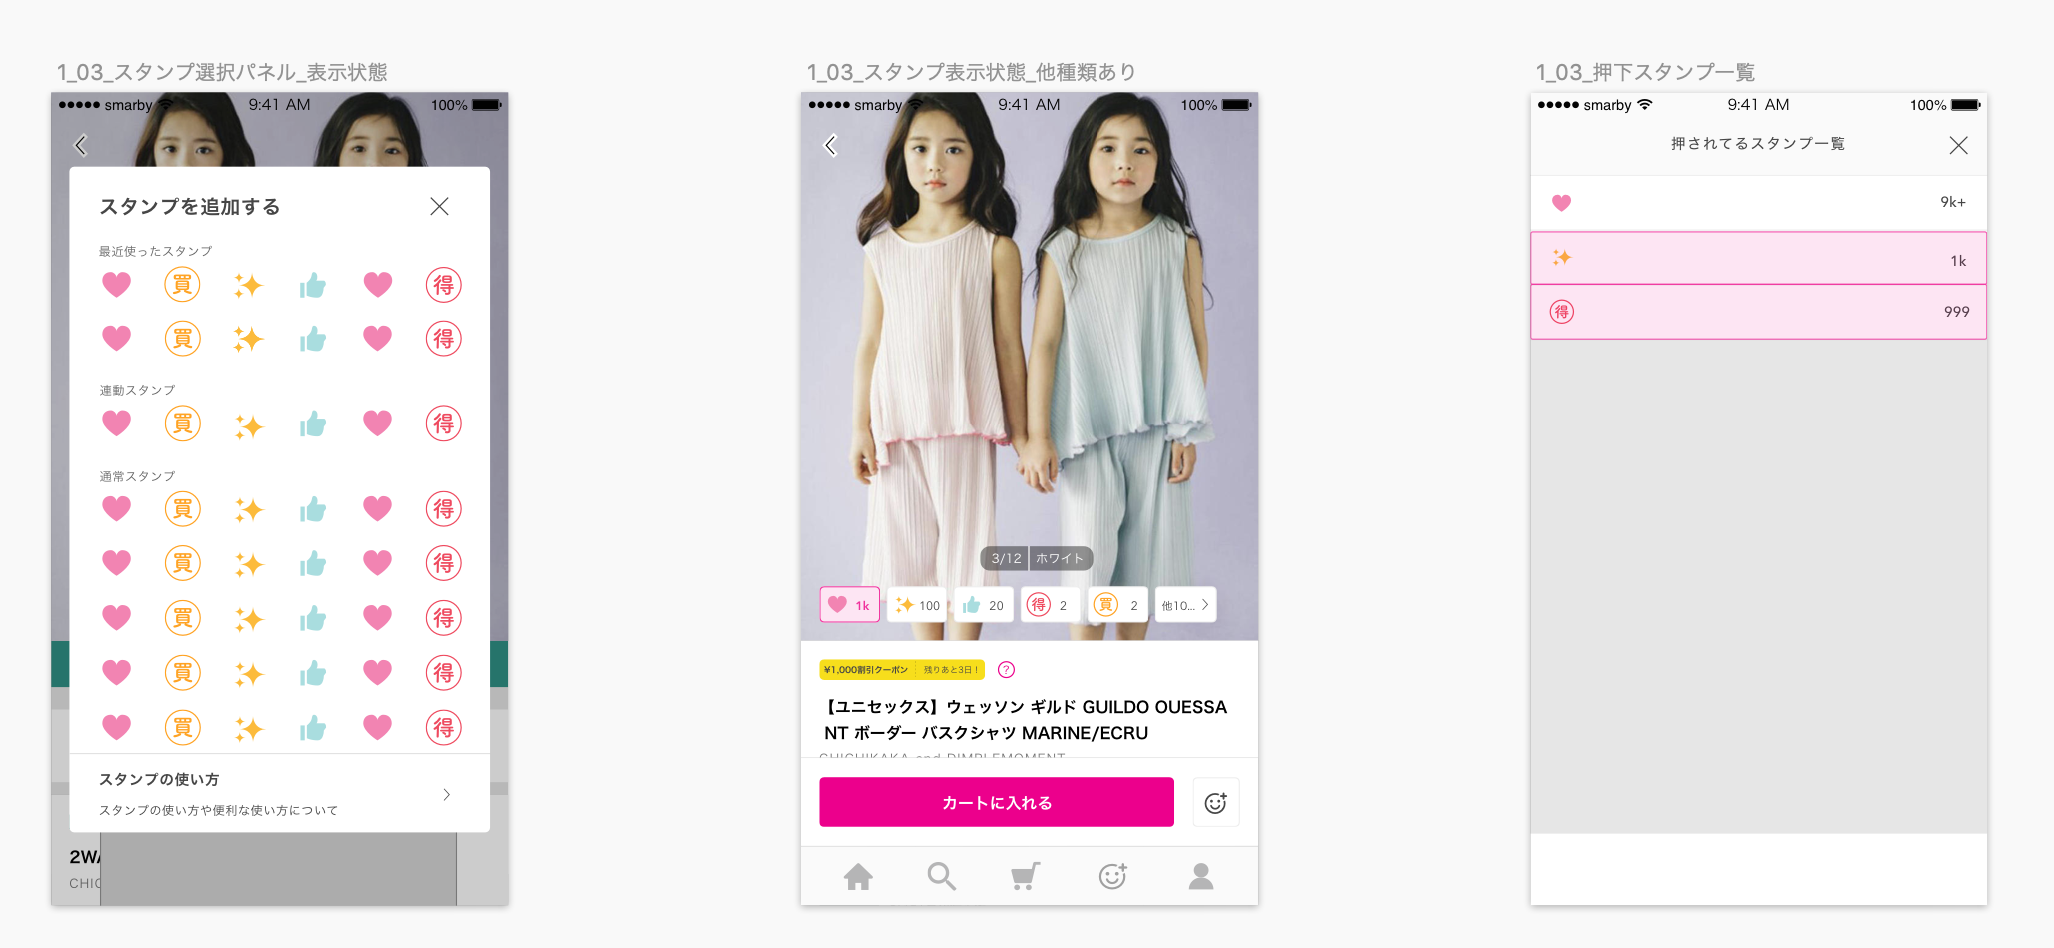 1_03_スタンプ選択パネル_表示状態
smarby 9:41 AM 100%
スタンプを追加する
最近使ったスタンプ
買 得
買 得
連動スタンプ
買 得
通常スタンプ
買 得
買 得
買 得
買 得
買 得
スタンプの使い方
スタンプの使い方や便利な使い方について
2WA
CHIC
1_03_スタンプ表示状態_他種類あり
smarby 9:41 AM 100%
3/12 ホワイト
1k 100 20 得 2 買 2 他10...
¥1,000割引クーポン 残りあと3日！ ?
【ユニセックス】ウェッソン ギルド GUILDO OUESSA
NT ボーダー バスクシャツ MARINE/ECRU
CHICHIKAKA and DIMPLEMOMENT
カートに入れる
1_03_押下スタンプ一覧
smarby 9:41 AM 100%
押されてるスタンプ一覧
9k+
1k
得 999